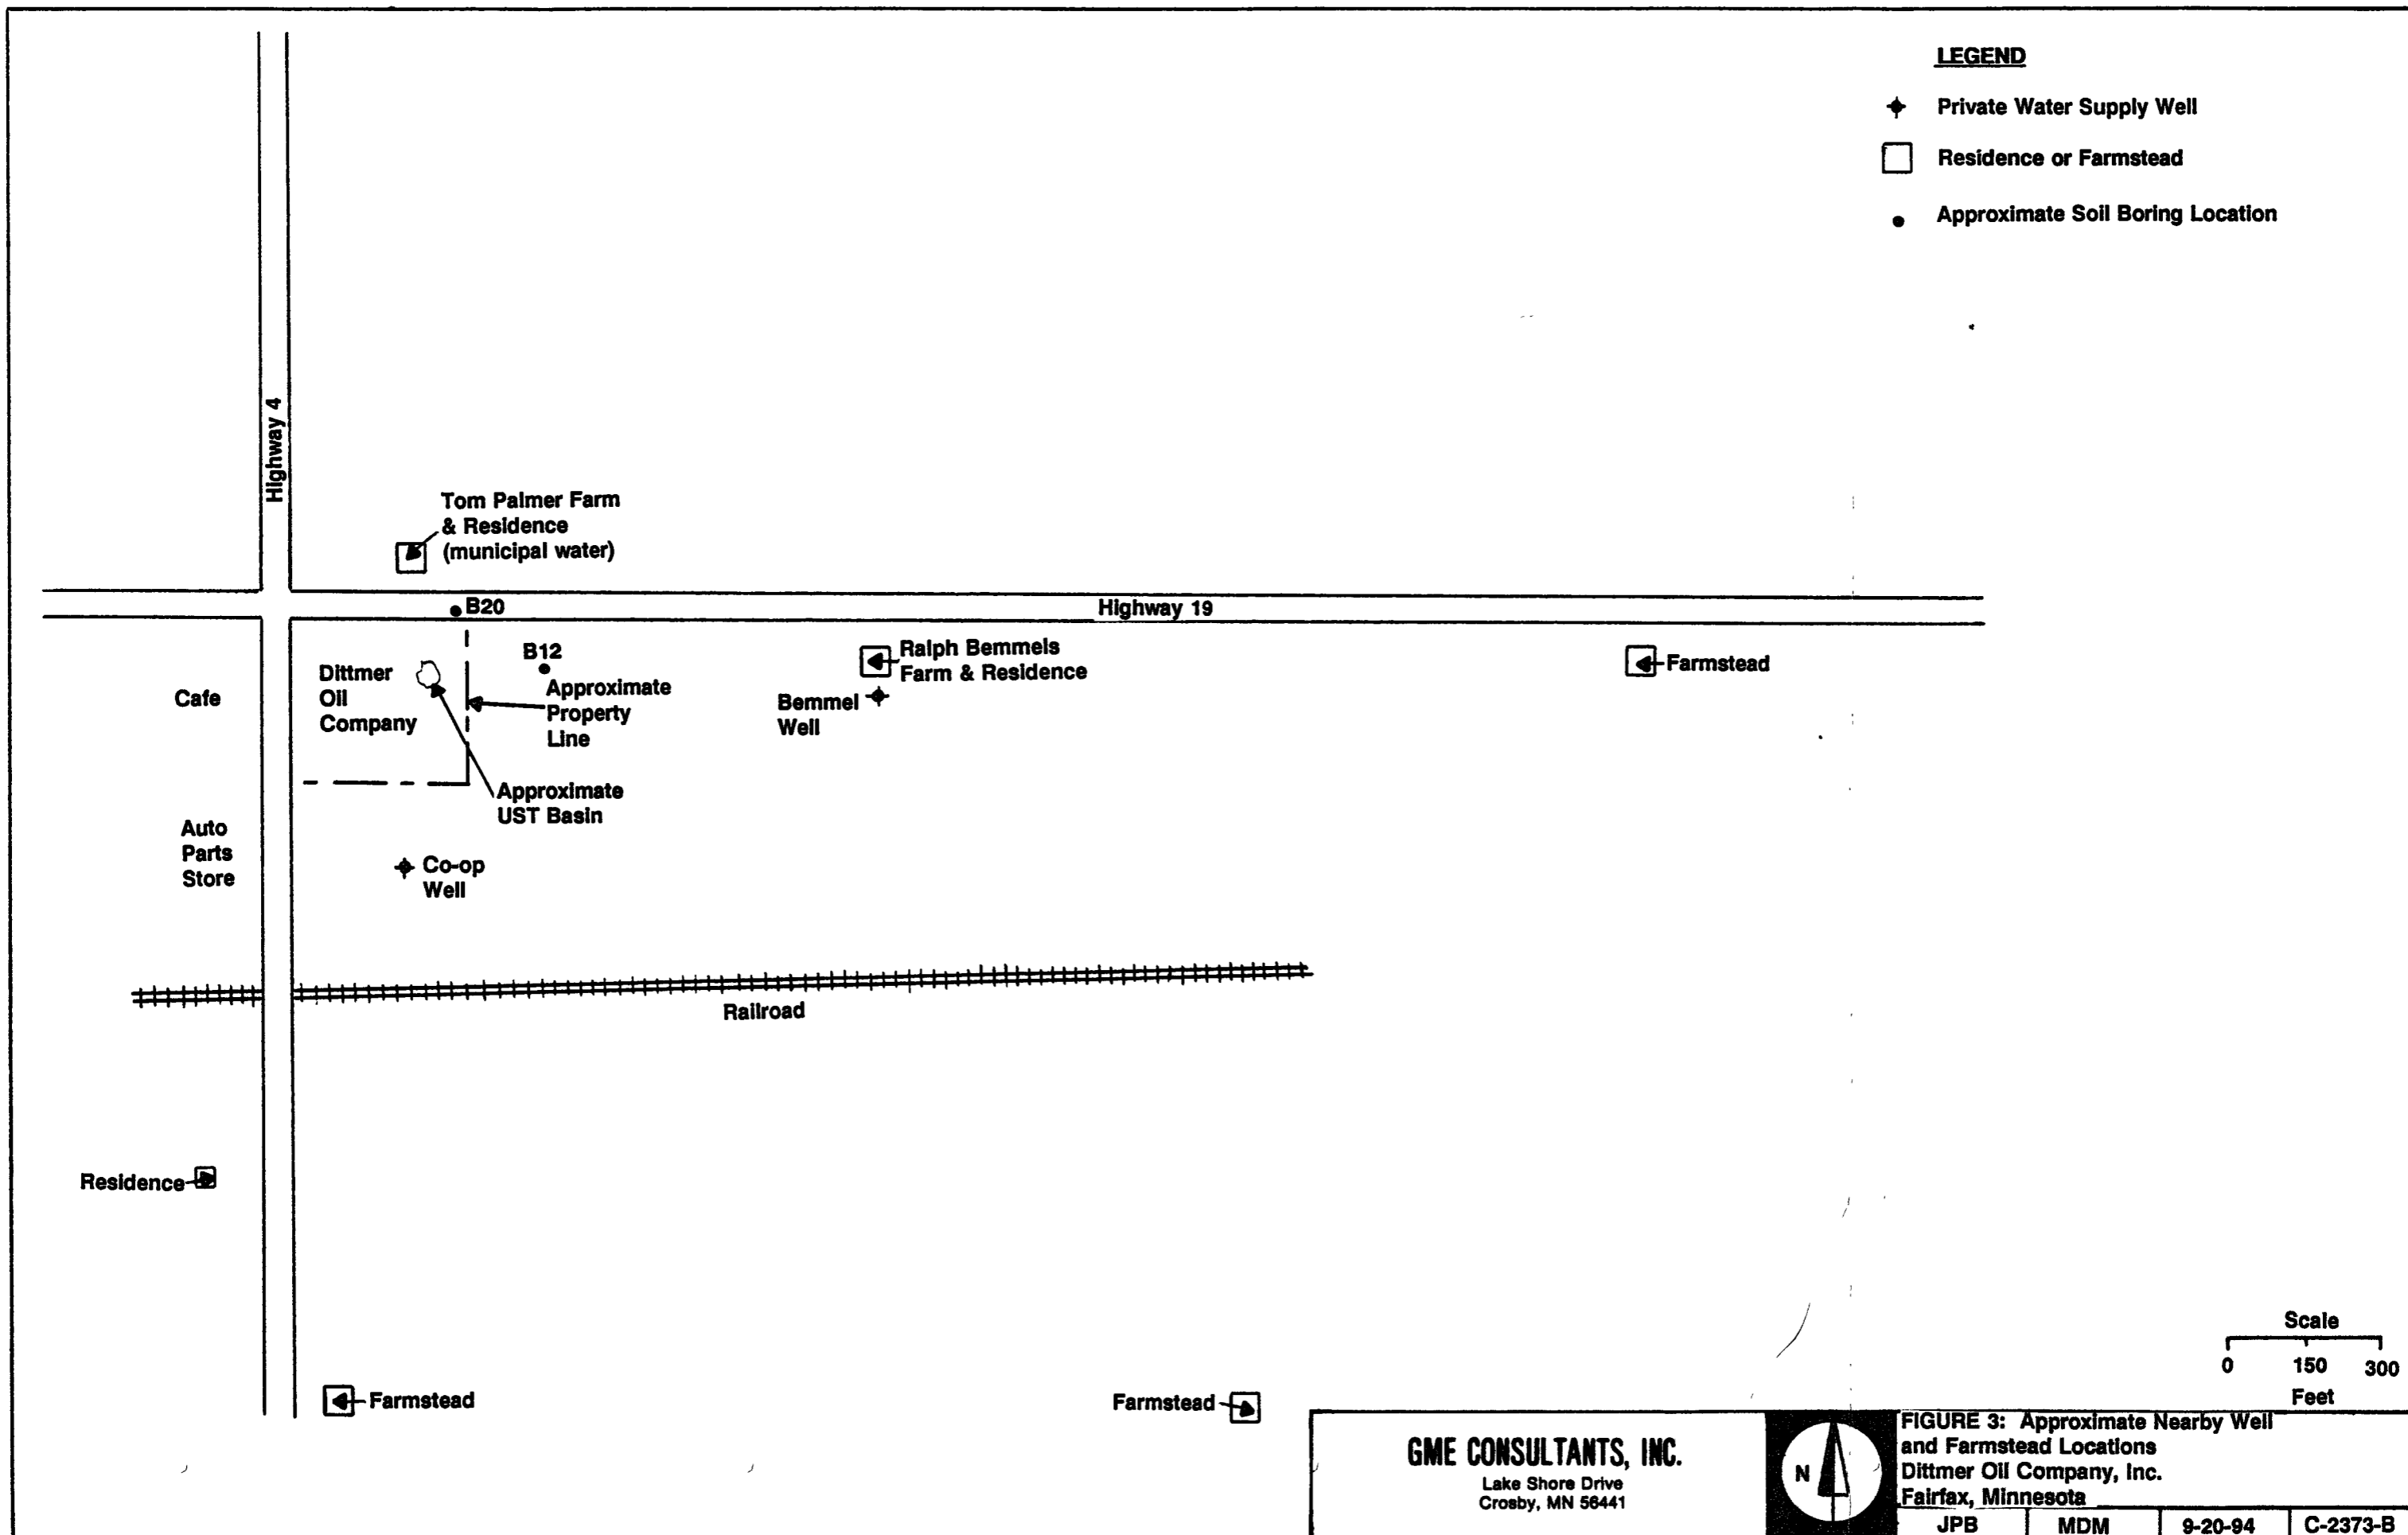 LEGEND
Private Water Supply Well
Residence or Farmstead
Approximate Soil Boring Location
Highway 4
Tom Palmer Farm
& Residence
(municipal water)
B20
Highway 19
Cafe
Dittmer
Oil
Company
B12
Approximate
Property
Line
Ralph Bemmels
Farm & Residence
Bemmel
Well
Farmstead
Approximate
UST Basin
Auto
Parts
Store
Co-op
Well
Railroad
Residence
Farmstead
Farmstead
Scale
0 150 300
Feet
GME CONSULTANTS, INC.
Lake Shore Drive
Crosby, MN 56441
N
FIGURE 3: Approximate Nearby Well
and Farmstead Locations
Dittmer Oil Company, Inc.
Fairfax, Minnesota
JPB MDM 9-20-94 C-2373-B